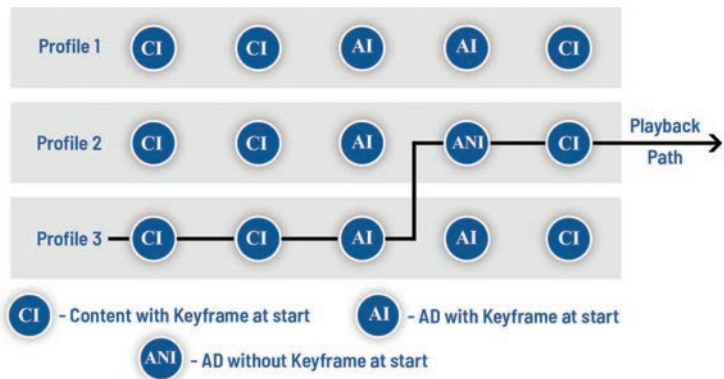 Profile 1 CI CI AI AI CI
Profile 2 CI CI AI ANI CI
Playback
Path
Profile 3 CI CI AI AI CI
CI - Content with Keyframe at start
AI - AD with Keyframe at start
ANI - AD without Keyframe at start